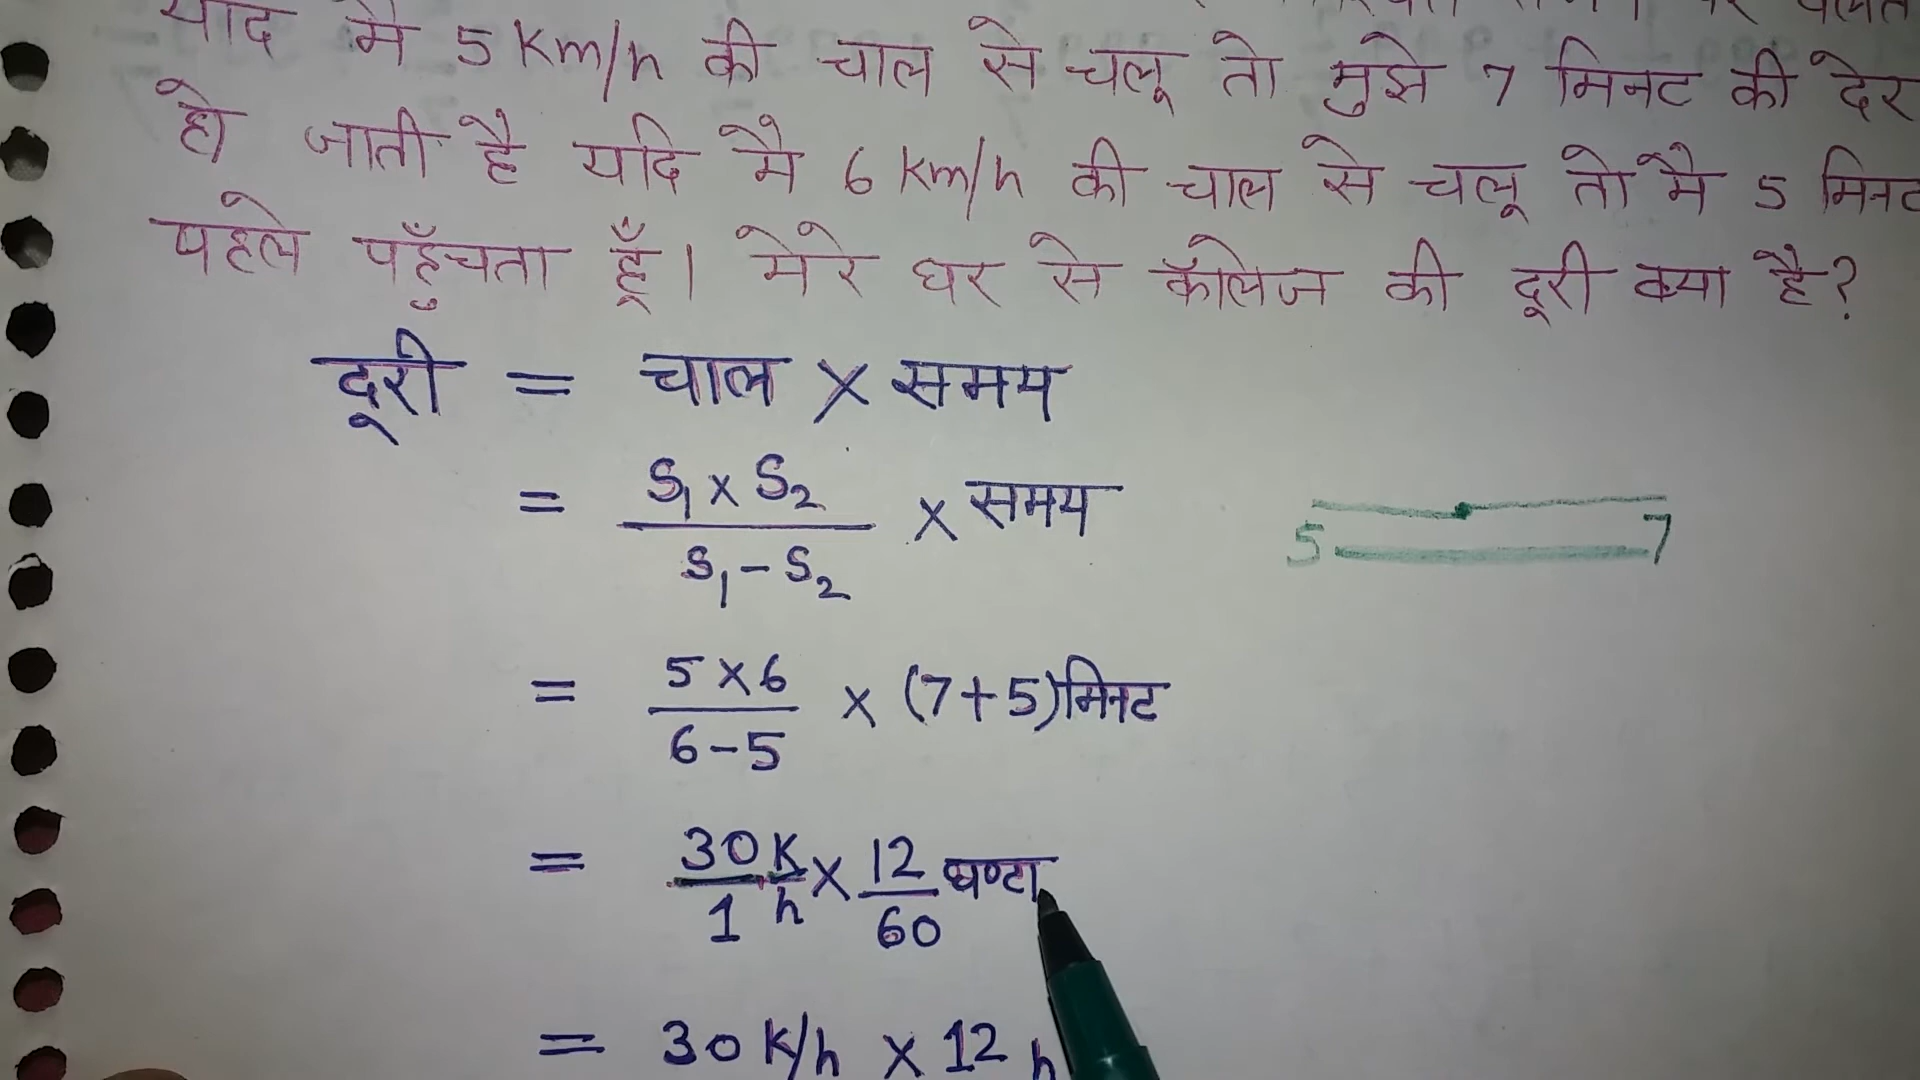 यदि मै 5 Km/h की चाल से चलू तो मुझे 7 मिनट की देर
हो जाती है यदि मै 6 Km/h की चाल से चलू तो मै 5 मिनट
पहले पहुँचता हूँ। मेरे घर से कॉलेज की दूरी क्या है?
दूरी = चाल X समय
= S1 x S2 / S1 - S2 x समय
5 7
= 5 x 6 / 6 - 5 x (7+5) मिनट
= 30 / 1 K/h x 12 / 60 घण्टा
= 30 K/h x 12 h